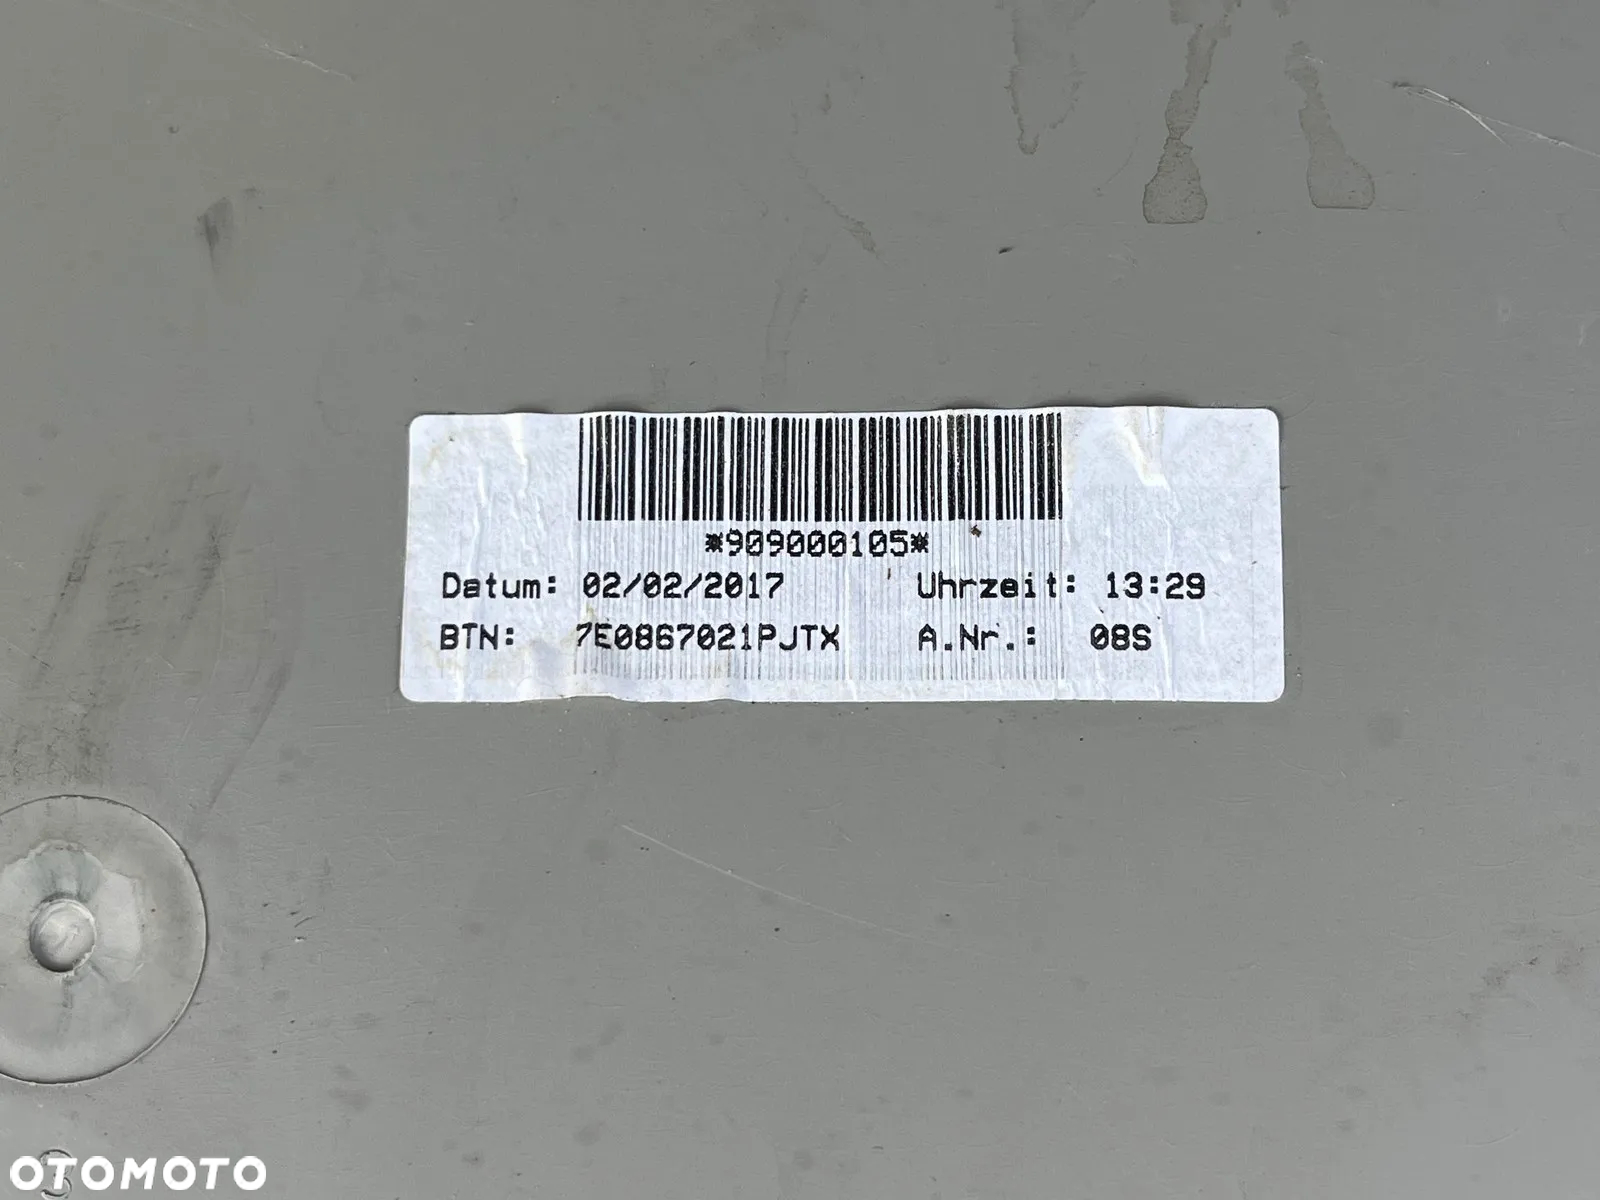 *909000105*
Datum: 02/02/2017 Uhrzeit: 13:29
BTN: 7E0867021PJTX A.Nr.: 08S
OTOMOTO